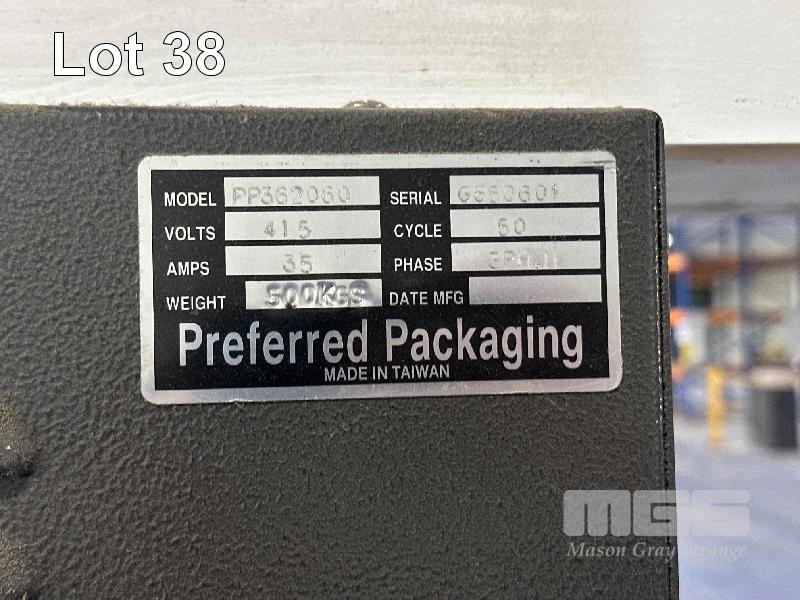 Lot 38
MODEL PP362060 SERIAL
VOLTS 415 CYCLE 50
AMPS 35 PHASE
WEIGHT 500KGS DATE MFG
Preferred Packaging
MADE IN TAIWAN
MGS
Mason Gray Strange